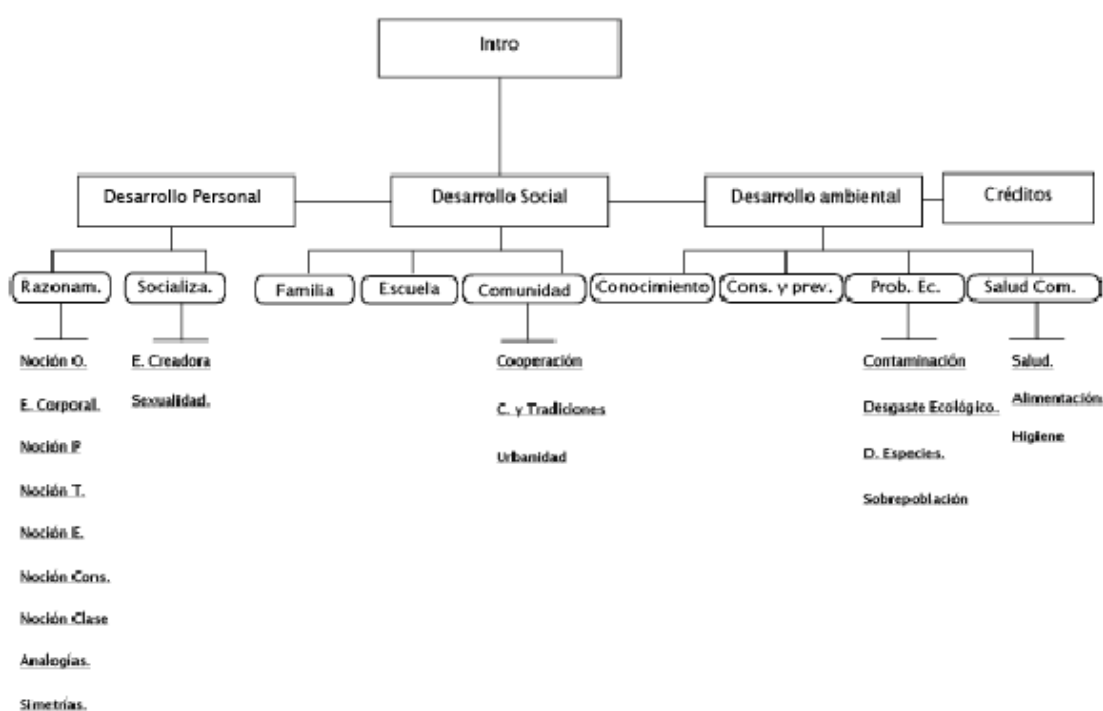 Intro
Desarrollo Personal
Desarrollo Social
Desarrollo ambiental
Créditos
Razonam.
Socializa.
Familia
Escuela
Comunidad
Conocimiento
Cons. y prev.
Prob. Ec.
Salud Com.
Noción O.
E. Corporal.
Noción P
Noción T.
Noción E.
Noción Cons.
Noción Clase
Analogías.
Simetrías.
E. Creadora
Sexualidad.
Cooperación
C. y Tradiciones
Urbanidad
Contaminación
Desgaste Ecológico.
D. Especies.
Sobrepoblación
Salud.
Alimentación
Higiene